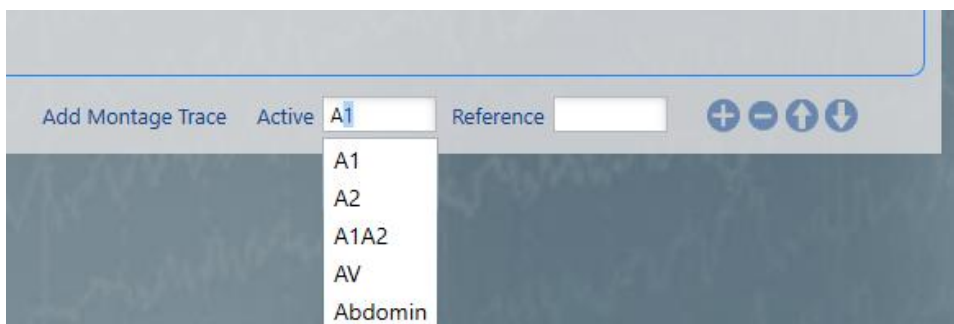 Add Montage Trace Active A1 Reference
A1
A2
A1A2
AV
Abdomin